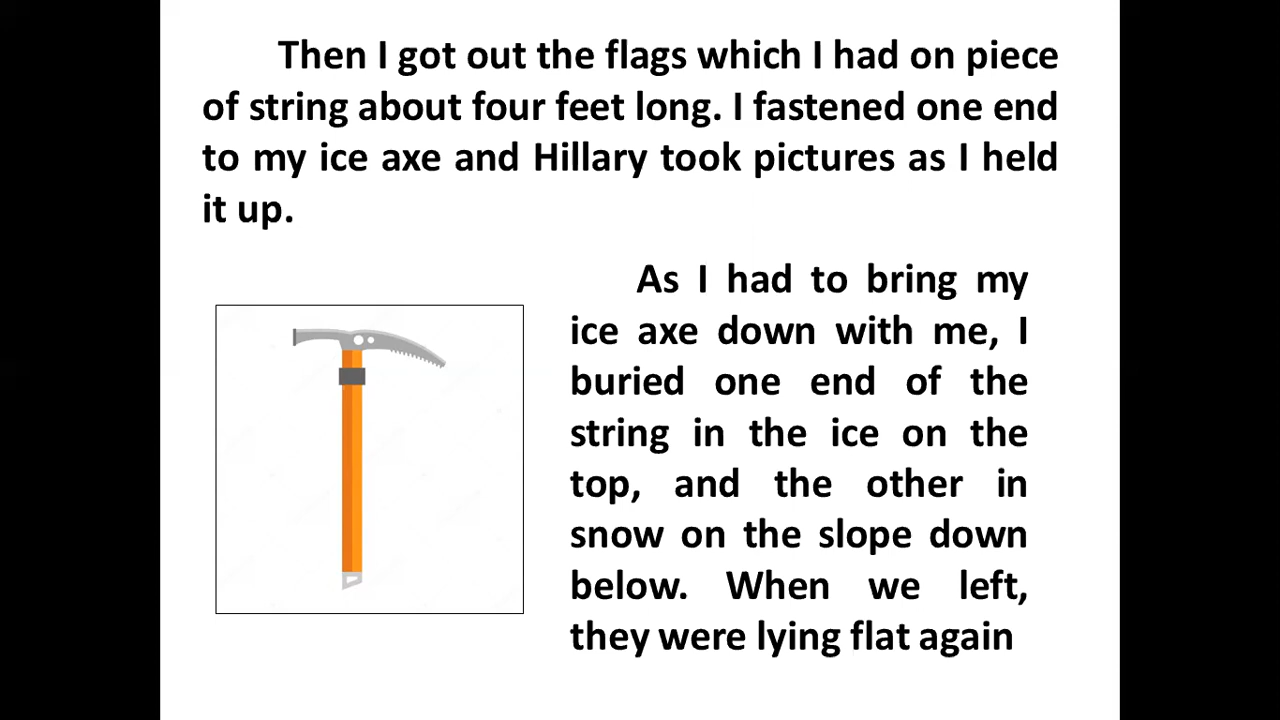 Then I got out the flags which I had on piece
of string about four feet long. I fastened one end
to my ice axe and Hillary took pictures as I held
it up.
As I had to bring my
ice axe down with me, I
buried one end of the
string in the ice on the
top, and the other in
snow on the slope down
below. When we left,
they were lying flat again